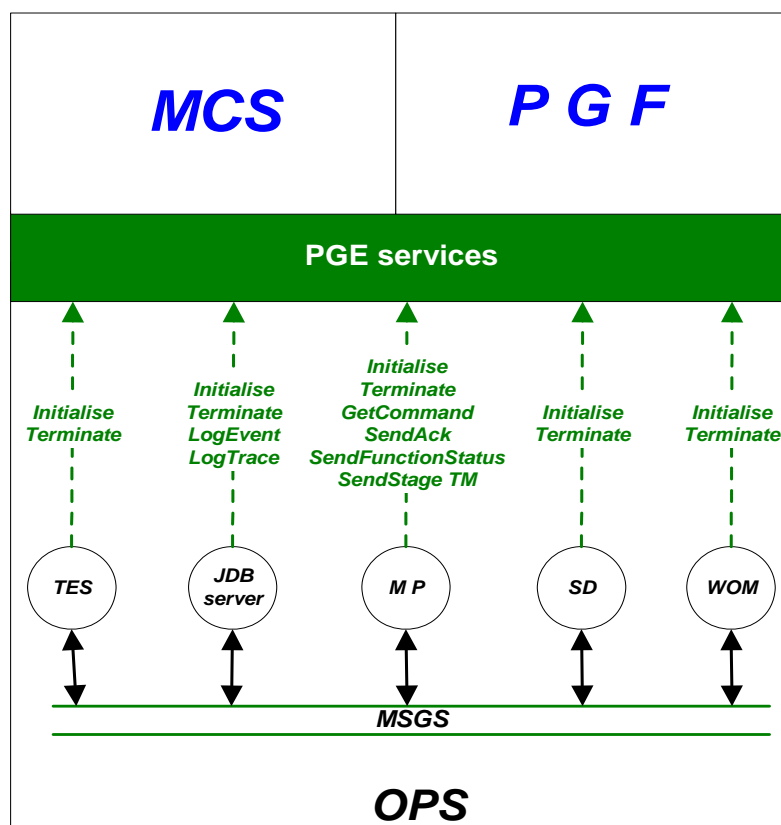 MCS
P G F
PGE services
Initialise
Terminate
Initialise
Terminate
LogEvent
LogTrace
Initialise
Terminate
GetCommand
SendAck
SendFunctionStatus
SendStage TM
Initialise
Terminate
Initialise
Terminate
TES
JDB
server
M P
SD
WOM
MSGS
OPS